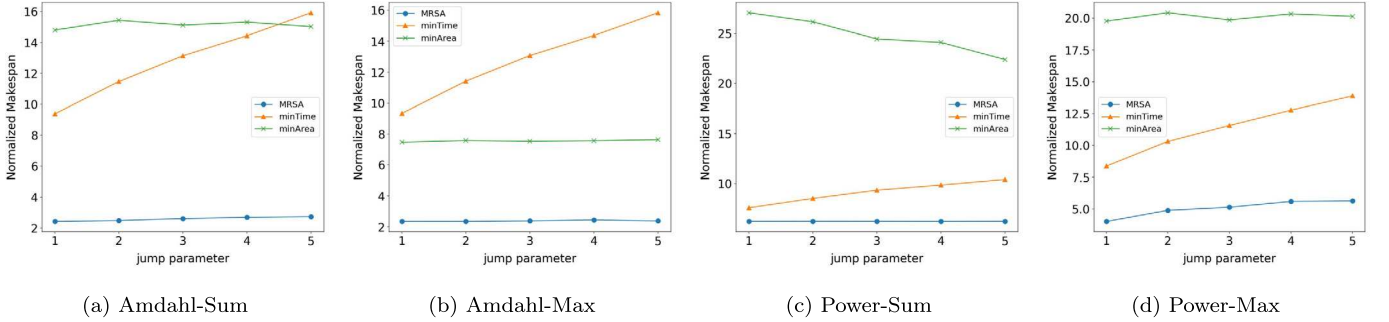 Normalized Makespan
16
14
12
10
8
6
4
2
MRSA
minTime
minArea
1 2 3 4 5
jump parameter
(a) Amdahl-Sum
Normalized Makespan
16
14
12
10
8
6
4
2
MRSA
minTime
minArea
1 2 3 4 5
jump parameter
(b) Amdahl-Max
Normalized Makespan
25
20
15
10
MRSA
minTime
minArea
1 2 3 4 5
jump parameter
(c) Power-Sum
Normalized Makespan
20.0
17.5
15.0
12.5
10.0
7.5
5.0
MRSA
minTime
minArea
1 2 3 4 5
jump parameter
(d) Power-Max